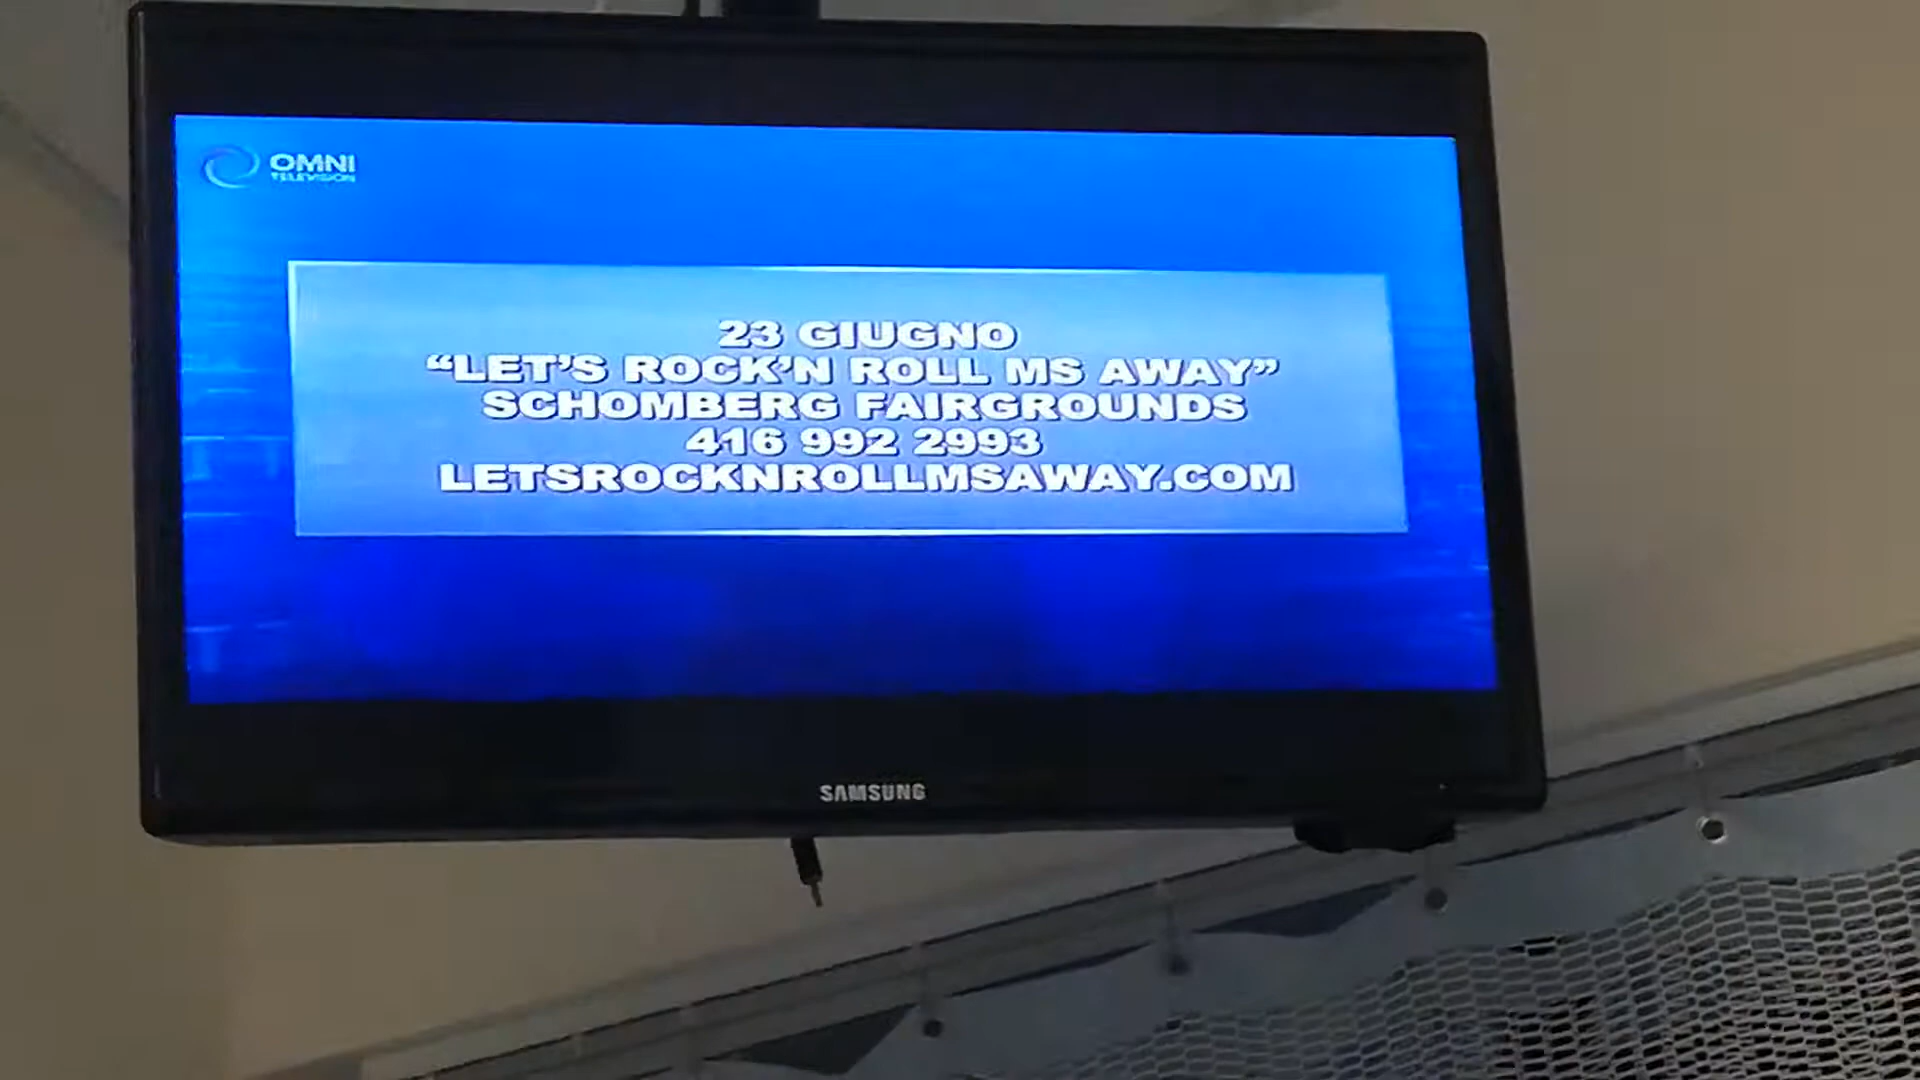 OMNI
TELEVISION
23 GIUGNO
“LET’S ROCK’N ROLL MS AWAY”
SCHOMBERG FAIRGROUNDS
416 992 2993
LETSROCKNROLLMSAWAY.COM
SAMSUNG